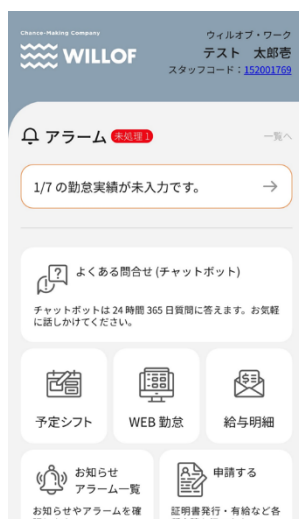 Chance-Making Company
WILLOF
ウィルオブ・ワーク
テスト 太郎壱
スタッフコード：152001769
アラーム 未処理 1
一覧へ
1/7 の勤怠実績が未入力です。 →
よくある問合せ (チャットボット)
チャットボットは 24 時間 365 日質問に答えます。お気軽
に話しかけてください。
予定シフト
WEB 勤怠
給与明細
お知らせ
アラーム一覧
申請する
お知らせやアラームを確
証明書発行・有給など各